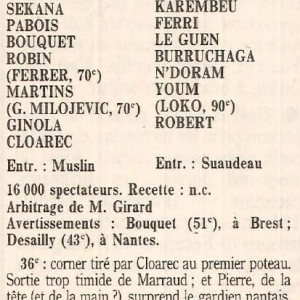 SEKANA
PABOIS
BOUQUET
ROBIN
(FERRER, 70e)
MARTINS
(G. MILOJEVIC, 70e)
GINOLA
CLOAREC
Entr. : Muslin
KAREMBEU
FERRI
LE GUEN
BURRUCHAGA
N'DORAM
YOUM
(LOKO, 90e)
ROBERT
Entr. : Suaudeau
16 000 spectateurs. Recette : n.c.
Arbitrage de M. Girard
Avertissements : Bouquet (51e), à Brest ;
Desailly (43e), à Nantes.
36e : corner tiré par Cloarec au premier poteau.
Sortie trop timide de Marraud ; et Pierre, de la
tête (et de la main ?), surprend le gardien nantais.